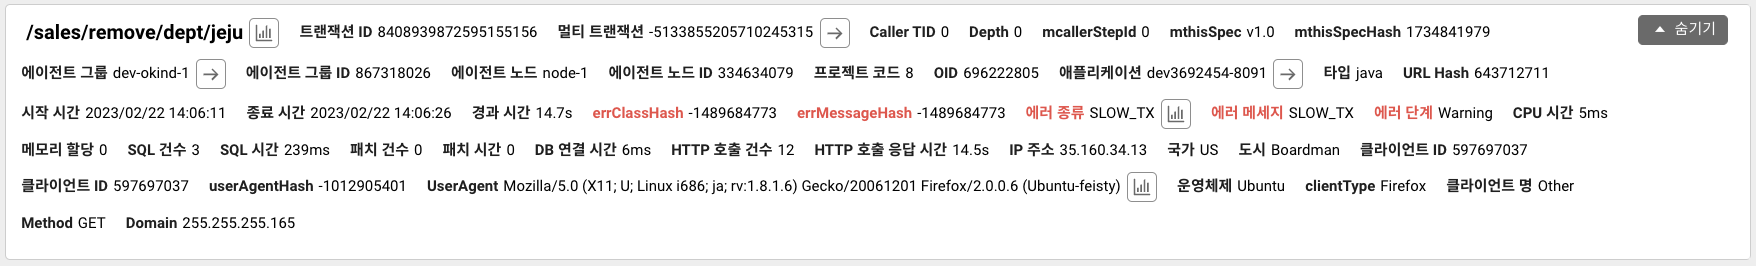 /sales/remove/dept/jeju 트랜잭션 ID 8408939872595155156 멀티 트랜잭션 -5133855205710245315 Caller TID 0 Depth 0 mcallerStepId 0 mthisSpec v1.0 mthisSpecHash 1734841979 숨기기
에이전트 그룹 dev-okind-1 에이전트 그룹 ID 867318026 에이전트 노드 node-1 에이전트 노드 ID 334634079 프로젝트 코드 8 OID 696222805 애플리케이션 dev3692454-8091 타입 java URL Hash 643712711
시작 시간 2023/02/22 14:06:11 종료 시간 2023/02/22 14:06:26 경과 시간 14.7s errClassHash -1489684773 errMessageHash -1489684773 에러 종류 SLOW_TX 에러 메세지 SLOW_TX 에러 단계 Warning CPU 시간 5ms
메모리 할당 0 SQL 건수 3 SQL 시간 239ms 패치 건수 0 패치 시간 0 DB 연결 시간 6ms HTTP 호출 건수 12 HTTP 호출 응답 시간 14.5s IP 주소 35.160.34.13 국가 US 도시 Boardman 클라이언트 ID 597697037
클라이언트 ID 597697037 userAgentHash -1012905401 UserAgent Mozilla/5.0 (X11; U; Linux i686; ja; rv:1.8.1.6) Gecko/20061201 Firefox/2.0.0.6 (Ubuntu-feisty) 운영체제 Ubuntu clientType Firefox 클라이언트 명 Other
Method GET Domain 255.255.255.165